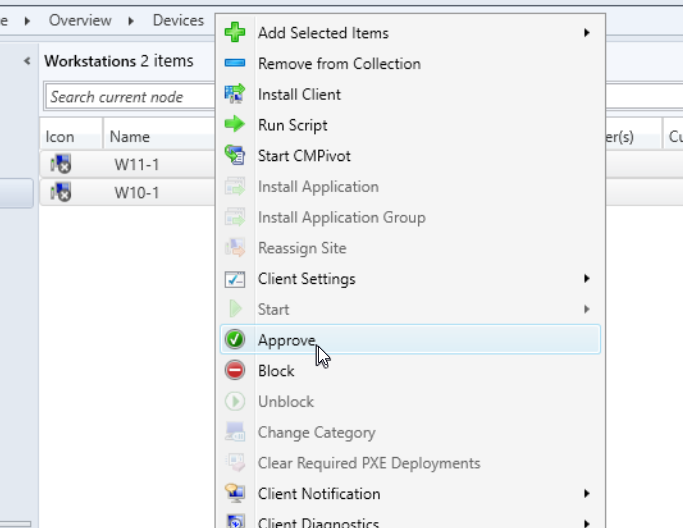 e ▸ Overview ▸ Devices
Workstations 2 items
Search current node
Icon Name er(s) Cu
W11-1
W10-1
Add Selected Items
Remove from Collection
Install Client
Run Script
Start CMPivot
Install Application
Install Application Group
Reassign Site
Client Settings
Start
Approve
Block
Unblock
Change Category
Clear Required PXE Deployments
Client Notification
Client Diagnostics